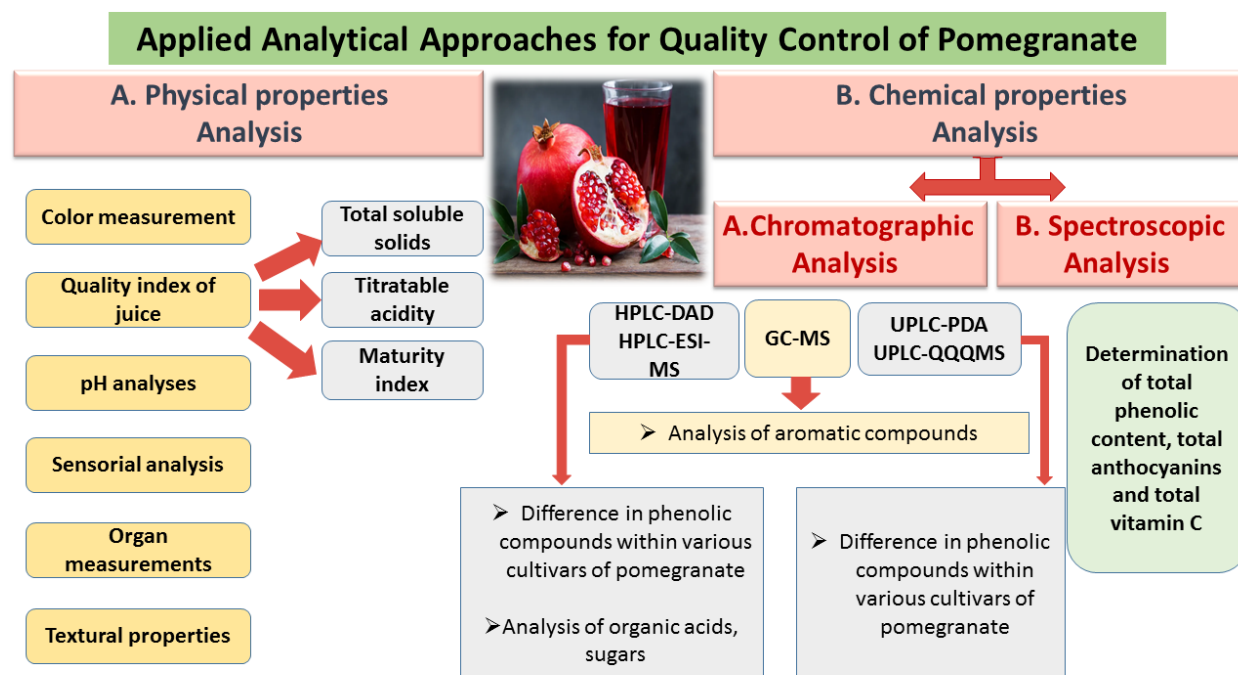 Applied Analytical Approaches for Quality Control of Pomegranate
A. Physical properties
Analysis
B. Chemical properties
Analysis
Color measurement
Quality index of
juice
pH analyses
Sensorial analysis
Organ
measurements
Textural properties
Total soluble
solids
Titratable
acidity
Maturity
index
A.Chromatographic
Analysis
B. Spectroscopic
Analysis
HPLC-DAD
HPLC-ESI-
MS
GC-MS
UPLC-PDA
UPLC-QQQMS
➢ Analysis of aromatic compounds
➢ Difference in phenolic
compounds within various
cultivars of pomegranate
➢Analysis of organic acids,
sugars
➢ Difference in phenolic
compounds within
various cultivars of
pomegranate
Determination
of total
phenolic
content, total
anthocyanins
and total
vitamin C